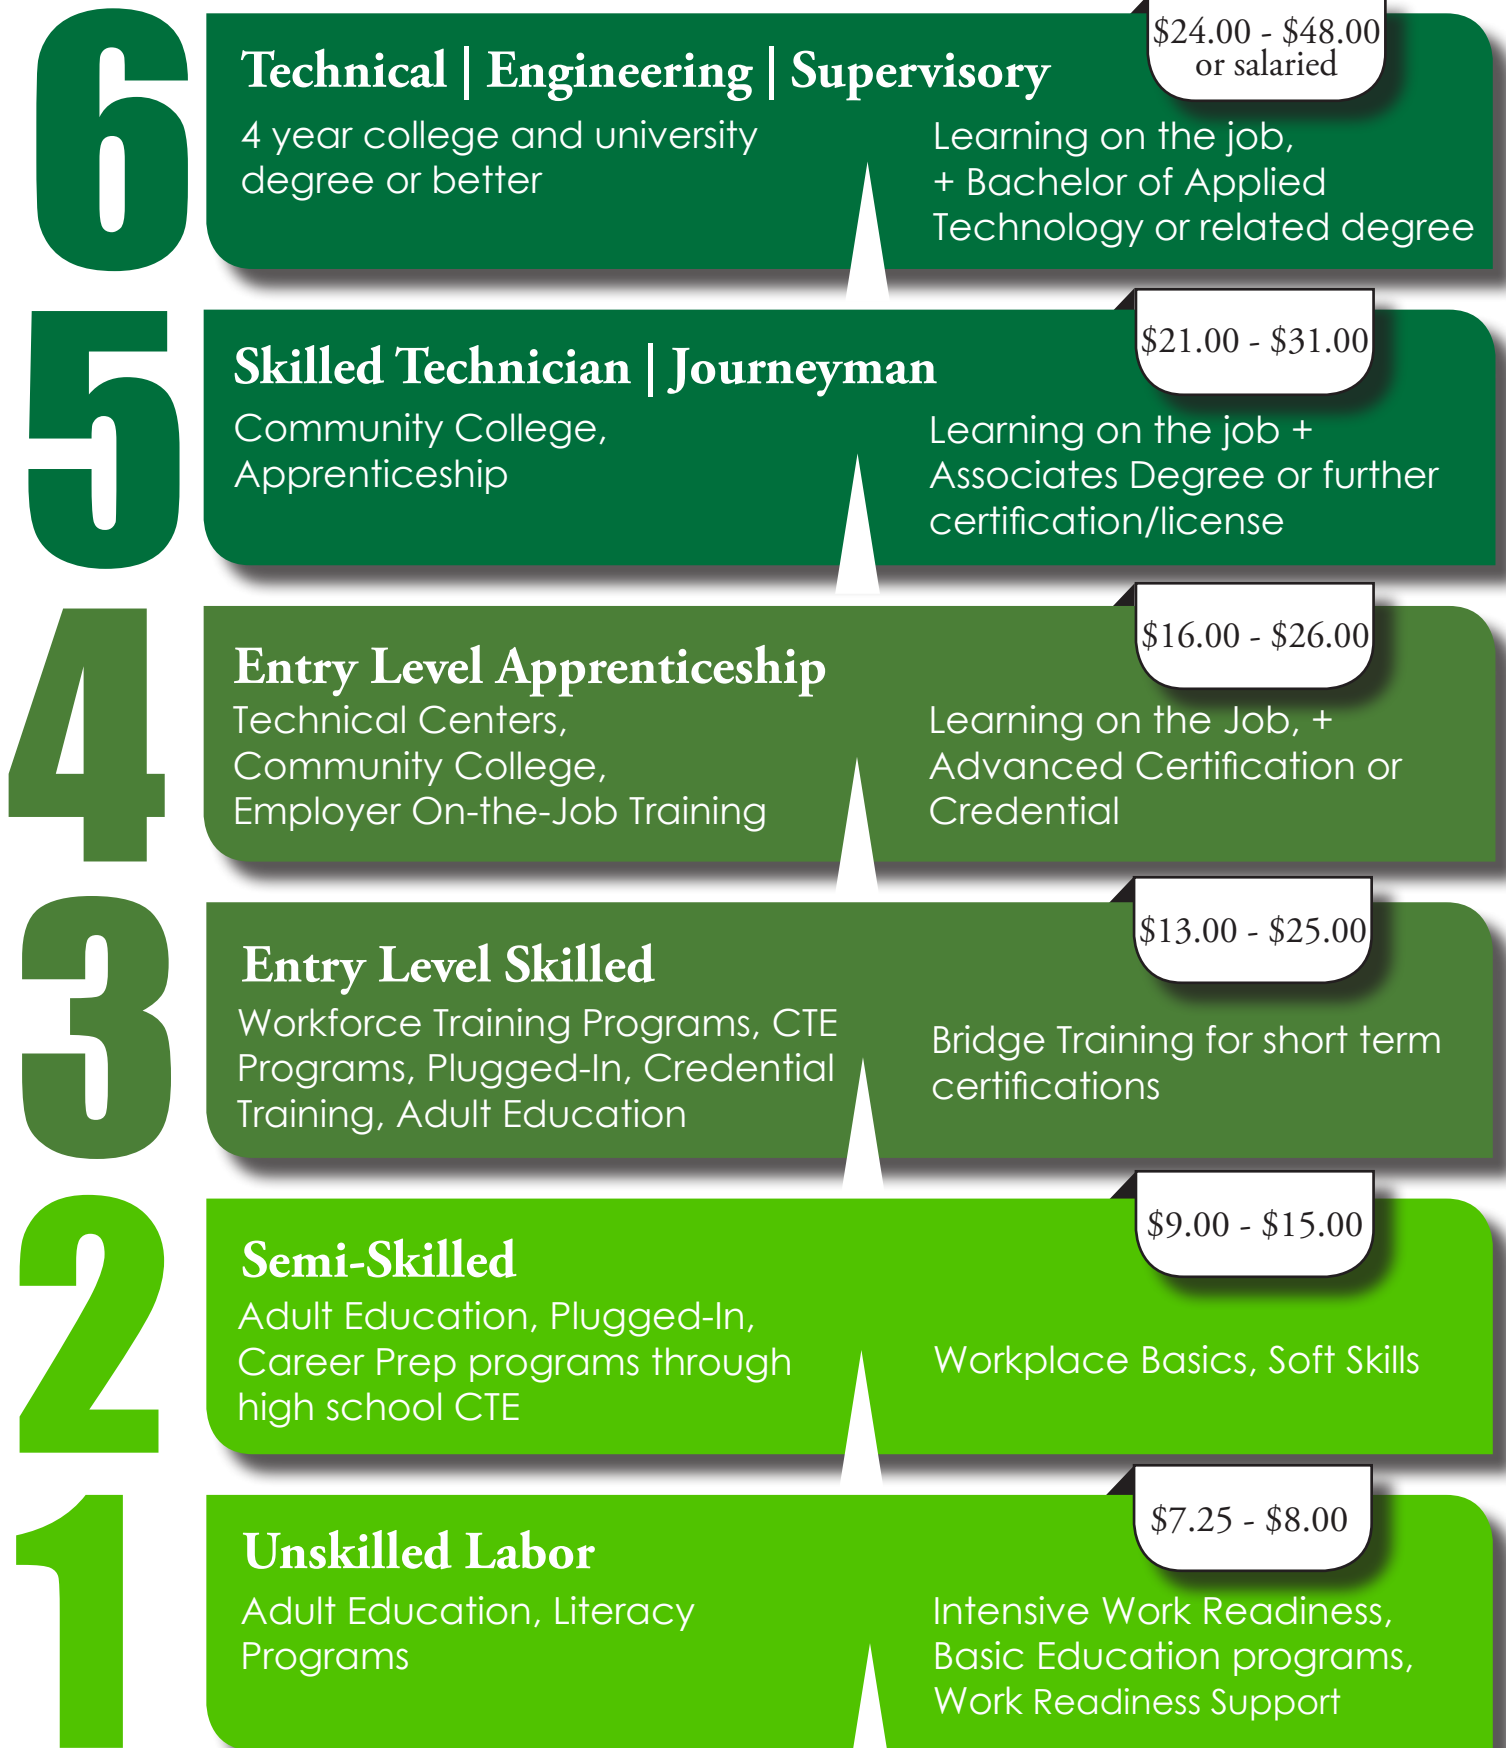 6
$24.00 - $48.00
or salaried
Technical | Engineering | Supervisory
4 year college and university
degree or better
Learning on the job,
+ Bachelor of Applied
Technology or related degree
5
$21.00 - $31.00
Skilled Technician | Journeyman
Community College,
Apprenticeship
Learning on the job +
Associates Degree or further
certification/license
4
$16.00 - $26.00
Entry Level Apprenticeship
Technical Centers,
Community College,
Employer On-the-Job Training
Learning on the Job, +
Advanced Certification or
Credential
3
$13.00 - $25.00
Entry Level Skilled
Workforce Training Programs, CTE
Programs, Plugged-In, Credential
Training, Adult Education
Bridge Training for short term
certifications
2
$9.00 - $15.00
Semi-Skilled
Adult Education, Plugged-In,
Career Prep programs through
high school CTE
Workplace Basics, Soft Skills
1
$7.25 - $8.00
Unskilled Labor
Adult Education, Literacy
Programs
Intensive Work Readiness,
Basic Education programs,
Work Readiness Support